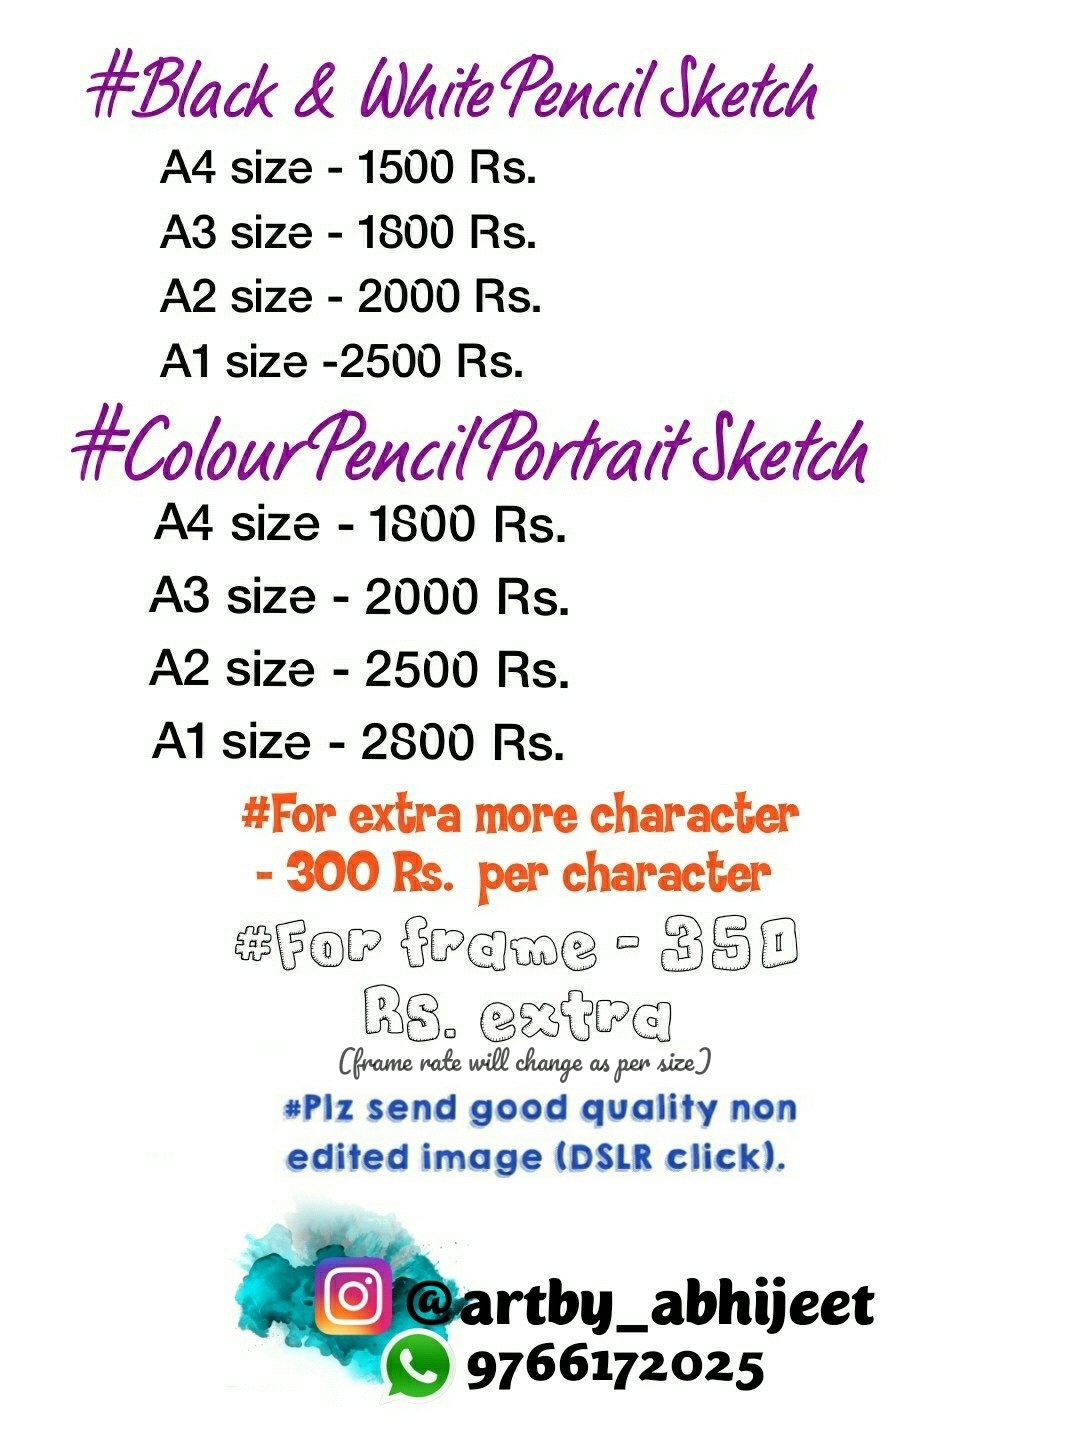 #Black & White Pencil Sketch
A4 size - 1500 Rs.
A3 size - 1800 Rs.
A2 size - 2000 Rs.
A1 size -2500 Rs.
#Colour Pencil Portrait Sketch
A4 size - 1800 Rs.
A3 size - 2000 Rs.
A2 size - 2500 Rs.
A1 size - 2800 Rs.
#For extra more character
- 300 Rs. per character
#For frame - 350
Rs. extra
(frame rate will change as per size)
#Plz send good quality non
edited image (DSLR click).
@artby_abhijeet
9766172025